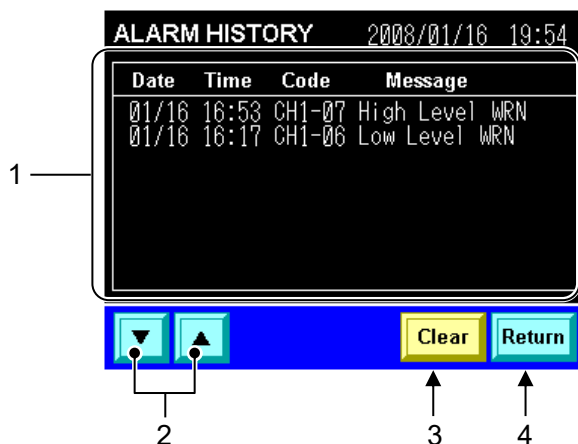 ALARM HISTORY 2008/01/16 19:54
Date Time Code Message
01/16 16:53 CH1-07 High Level WRN
01/16 16:17 CH1-06 Low Level WRN
1
▼ ▲ Clear Return
2 3 4